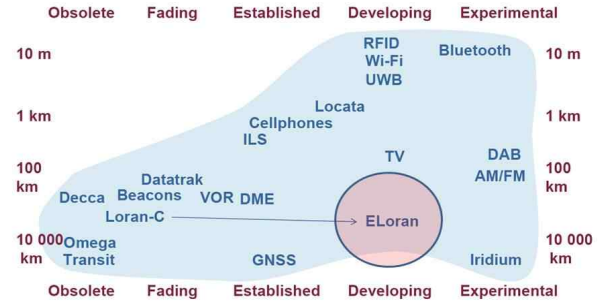 Obsolete Fading Established Developing Experimental
10 m RFID Bluetooth 10 m
Wi-Fi
UWB
Locata
1 km Cellphones 1 km
ILS
TV DAB
100 km Datatrak AM/FM 100 km
Decca Beacons VOR DME
Loran-C ELoran
10 000 km Omega 10 000 km
Transit GNSS Iridium
Obsolete Fading Established Developing Experimental